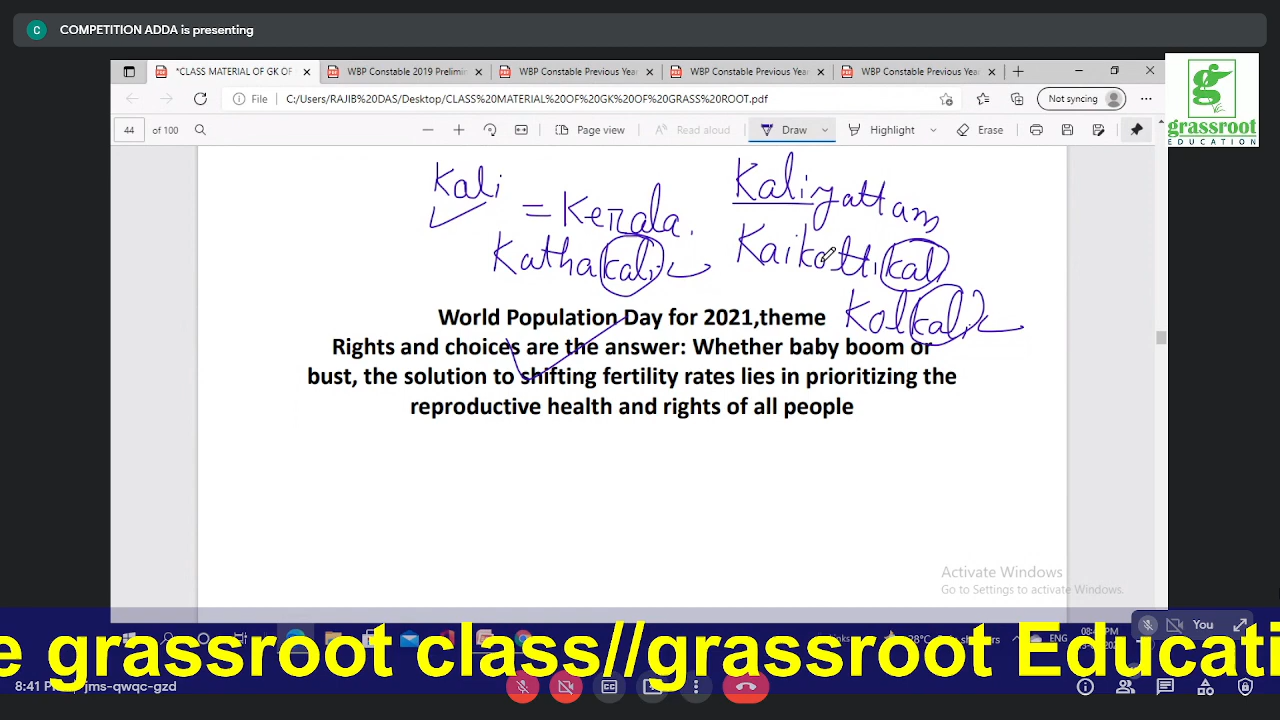 C COMPETITION ADDA is presenting
*CLASS MATERIAL OF GK OF
WBP Constable 2019 Prelimin
WBP Constable Previous Year
WBP Constable Previous Year
WBP Constable Previous Year
File C:/Users/RAJIB%20DAS/Desktop/CLASS%20MATERIAL%20OF%20GK%20OF%20GRASS%20ROOT.pdf Not syncing
44 of 100 Page view Read aloud Draw Highlight Erase
grassroot
EDUCATION
Kali = Kerala. Kaliyattam
Kathakali Kaikottikali
Kolkali
World Population Day for 2021,theme
Rights and choices are the answer: Whether baby boom or
bust, the solution to shifting fertility rates lies in prioritizing the
reproductive health and rights of all people
Activate Windows
Go to Settings to activate Windows.
You
ENG
e grassroot class//grassroot Educati
8:41 P jms-qwqc-gzd